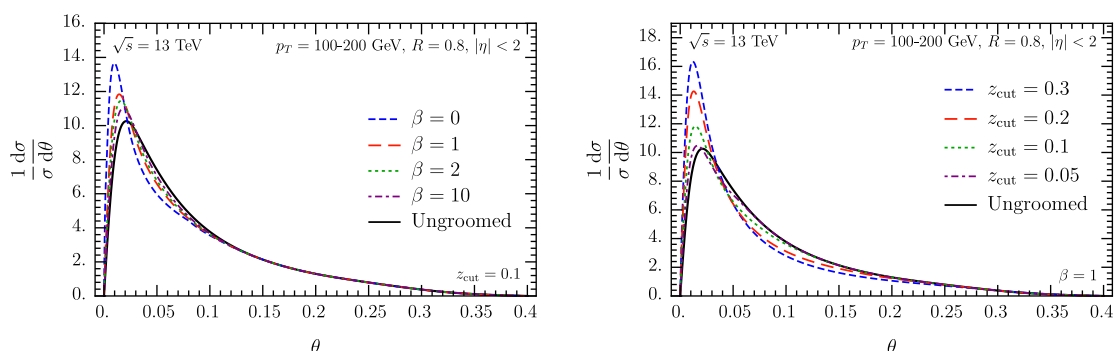 √s = 13 TeV
p_T = 100-200 GeV, R = 0.8, |η| < 2
16.
14.
12.
10.
8.
6.
4.
2.
0.
1/σ dσ/dθ
β = 0
β = 1
β = 2
β = 10
Ungroomed
z_cut = 0.1
0. 0.05 0.1 0.15 0.2 0.25 0.3 0.35 0.4
θ
√s = 13 TeV
p_T = 100-200 GeV, R = 0.8, |η| < 2
18.
16.
14.
12.
10.
8.
6.
4.
2.
0.
1/σ dσ/dθ
z_cut = 0.3
z_cut = 0.2
z_cut = 0.1
z_cut = 0.05
Ungroomed
β = 1
0. 0.05 0.1 0.15 0.2 0.25 0.3 0.35 0.4
θ